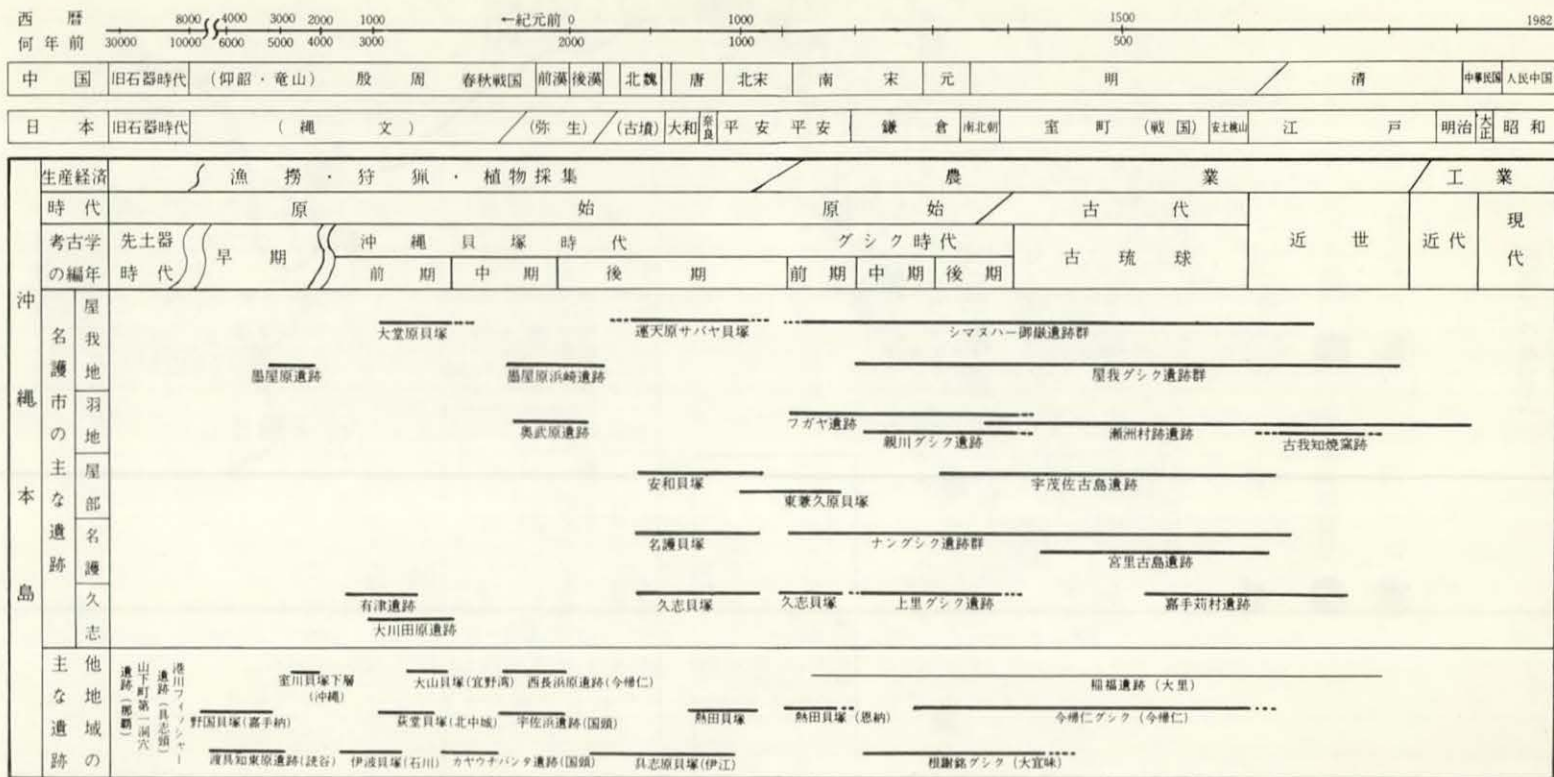 西暦 8000 4000 3000 2000 1000 ←紀元前 0 1000 1500 1982
何年前 30000 10000 6000 5000 4000 3000 2000 1000 500
中国 旧石器時代 (仰韶・竜山) 殷 周 春秋戦国 前漢 後漢 北魏 唐 北宋 南宋 元 明 清 中華民国 人民中国
日本 旧石器時代 (縄文) (弥生) (古墳) 大和 奈良 平安 平安 鎌倉 南北朝 室町 (戦国) 安土桃山 江戸 明治 大正 昭和
沖縄本島
生産経済 漁撈・狩猟・植物採集 農業 工業
時代 原始 原始 古代 近世 近代 現代
考古学の編年 先土器時代 早期 沖縄貝塚時代 グシク時代 古琉球
前期 中期 後期 前期 中期 後期
名護市の主な遺跡
屋我地
大堂原貝塚 運天原サバヤ貝塚 シマヌハー御嶽遺跡群
墨屋原遺跡 墨屋原浜崎遺跡 屋我グシク遺跡群
羽地
奥武原遺跡 フガヤ遺跡 親川グシク遺跡 瀬洲村跡遺跡 古我知焼窯跡
屋部
安和貝塚 東兼久原貝塚 宇茂佐古島遺跡
名護
名護貝塚 ナングシク遺跡群
宮里古島遺跡
久志
有津遺跡 久志貝塚 久志貝塚 上里グシク遺跡 嘉手苅村遺跡
大川田原遺跡
他地域の主な遺跡
山下町第一洞穴遺跡(那覇)
港川フィッシャー遺跡(具志頭)
室川貝塚下層(沖縄) 大山貝塚(宜野湾) 西長浜原遺跡(今帰仁) 稲福遺跡(大里)
野国貝塚(嘉手納) 荻堂貝塚(北中城) 宇佐浜遺跡(国頭) 熱田貝塚 熱田貝塚(恩納) 今帰仁グシク(今帰仁)
渡具知東原遺跡(読谷) 伊波貝塚(石川) カヤウチバンタ遺跡(国頭) 具志原貝塚(伊江) 根謝銘グシク(大宜味)